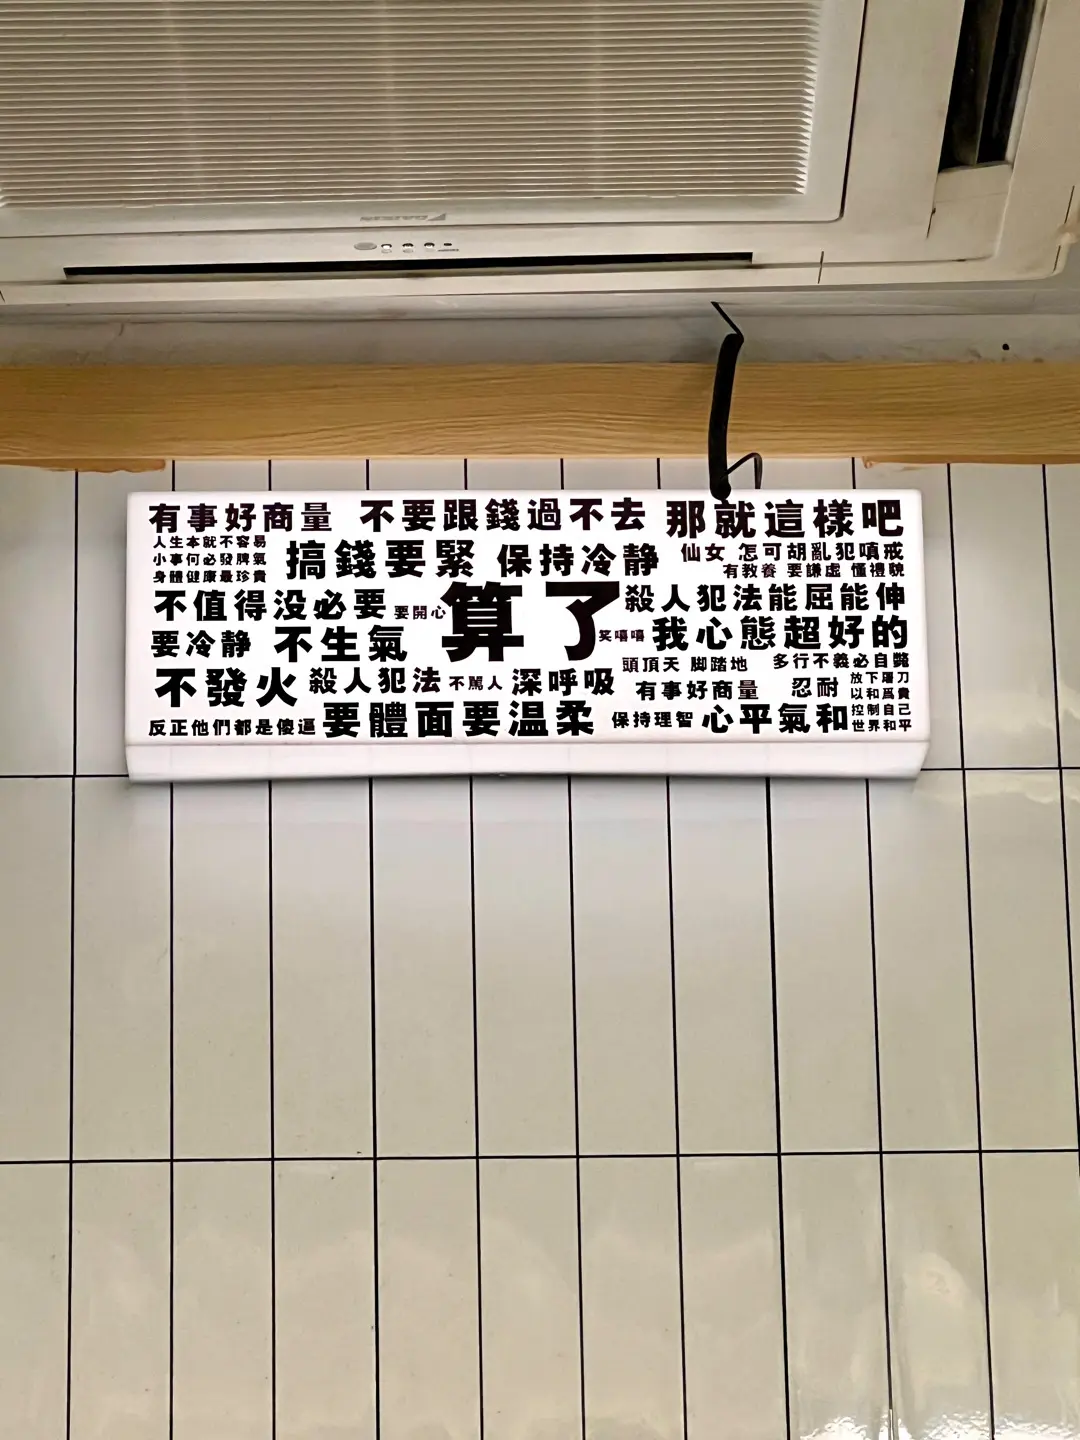 DAIKIN
有事好商量 不要跟錢過不去 那就這樣吧
人生本就不容易
小事何必發脾氣
身體健康最珍貴
搞錢要緊 保持冷静
仙女 怎可胡亂犯嗔戒
有教養 要謙虛 懂禮貌
不值得没必要 要開心
算了
殺人犯法能屈能伸
要冷静 不生氣
笑嘻嘻 我心態超好的
頭頂天 脚踏地 多行不義必自斃
不發火 殺人犯法 不罵人 深呼吸
有事好商量 忍耐
放下屠刀
以和爲貴
反正他們都是傻逼 要體面要温柔 保持理智 心平氣和
控制自己
世界和平